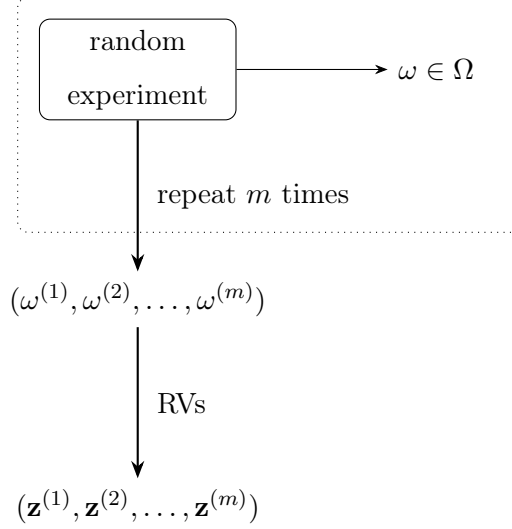 random
experiment
ω ∈ Ω
repeat m times
(ω⁽¹⁾, ω⁽²⁾, . . . , ω⁽ᵐ⁾)
RVs
(𝐳⁽¹⁾, 𝐳⁽²⁾, . . . , 𝐳⁽ᵐ⁾)